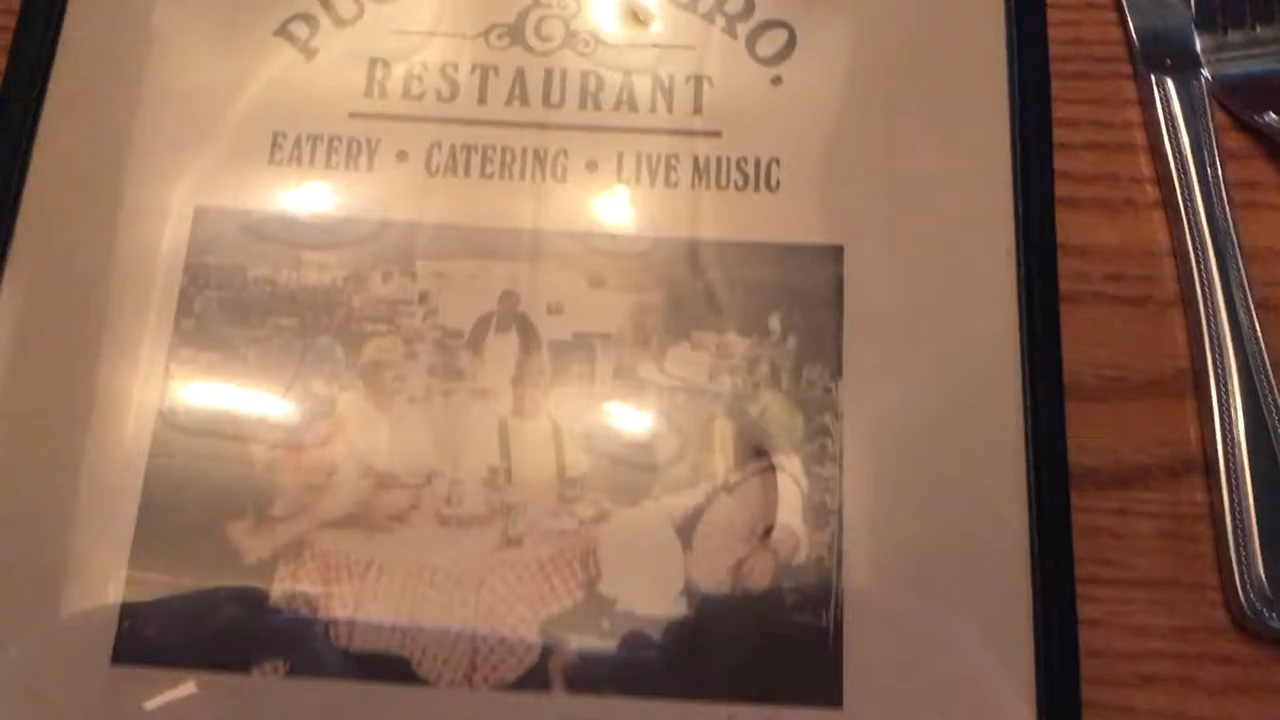 &
RESTAURANT
EATERY • CATERING • LIVE MUSIC